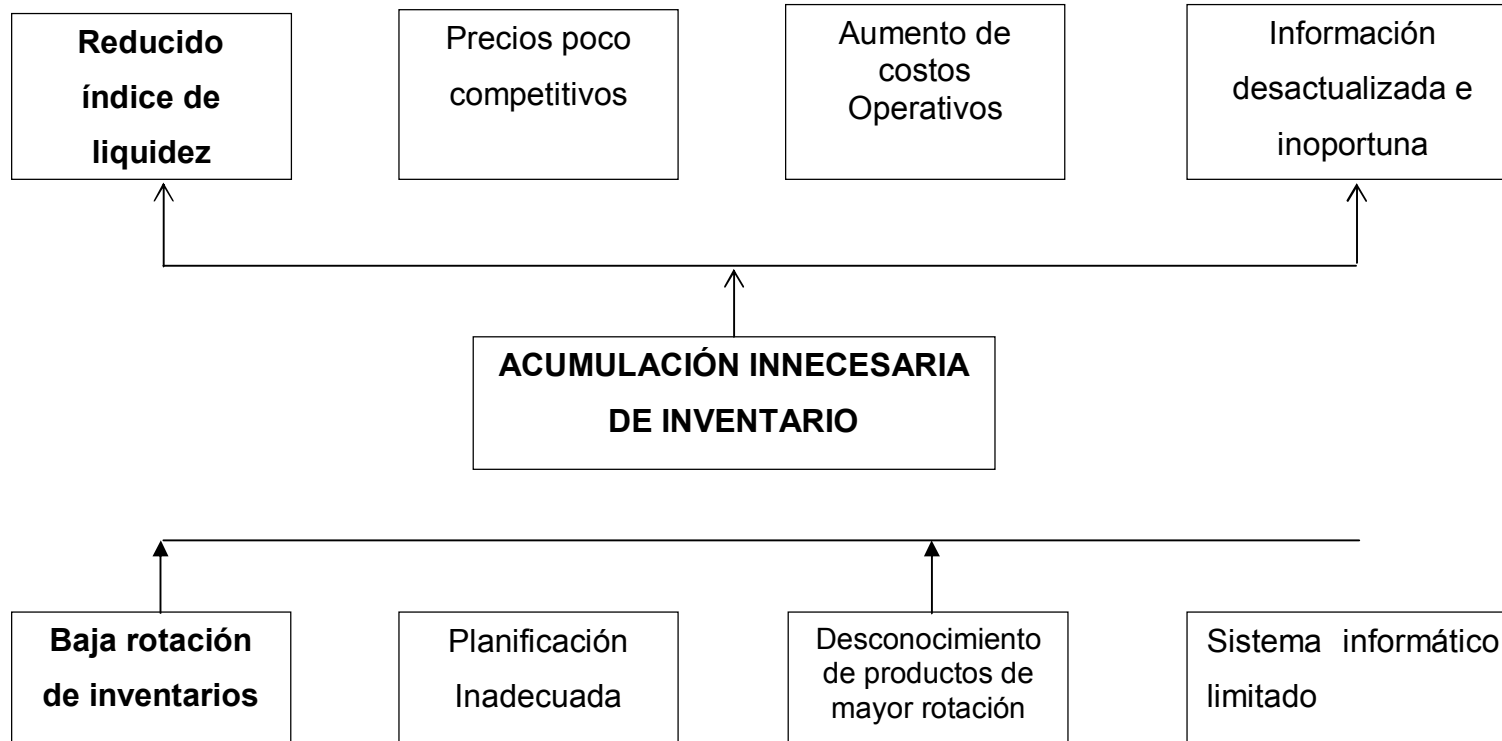 Reducido
índice de
liquidez
Precios poco
competitivos
Aumento de
costos
Operativos
Información
desactualizada e
inoportuna
ACUMULACIÓN INNECESARIA
DE INVENTARIO
Baja rotación
de inventarios
Planificación
Inadecuada
Desconocimiento
de productos de
mayor rotación
Sistema informático
limitado